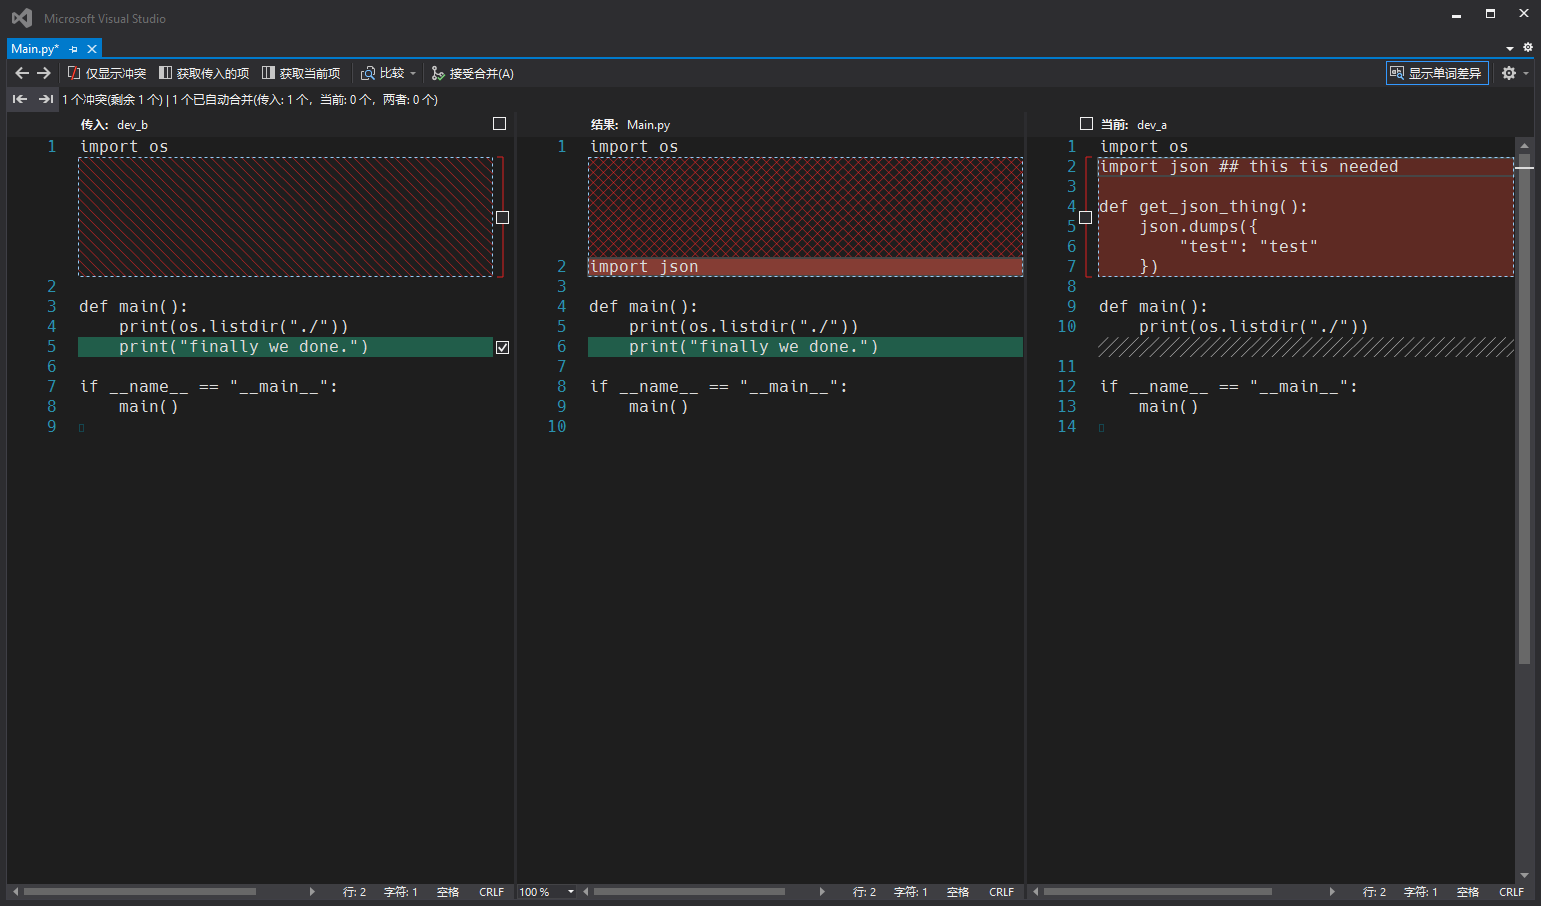 Microsoft Visual Studio
Main.py*
仅显示冲突 获取传入的项 获取当前项 比较 接受合并(A) 显示单词差异
1 个冲突(剩余 1 个) | 1 个已自动合并(传入: 1 个，当前: 0 个，两者: 0 个)
传入: dev_b
1 import os
2
3 def main():
4 print(os.listdir("./"))
5 print("finally we done.")
6
7 if __name__ == "__main__":
8 main()
9
行: 2 字符: 1 空格 CRLF
结果: Main.py
1 import os
2 import json
3
4 def main():
5 print(os.listdir("./"))
6 print("finally we done.")
7
8 if __name__ == "__main__":
9 main()
10
100 % 行: 2 字符: 1 空格 CRLF
当前: dev_a
1 import os
2 import json ## this tis needed
3
4 def get_json_thing():
5 json.dumps({
6 "test": "test"
7 })
8
9 def main():
10 print(os.listdir("./"))
11
12 if __name__ == "__main__":
13 main()
14
行: 2 字符: 1 空格 CRLF